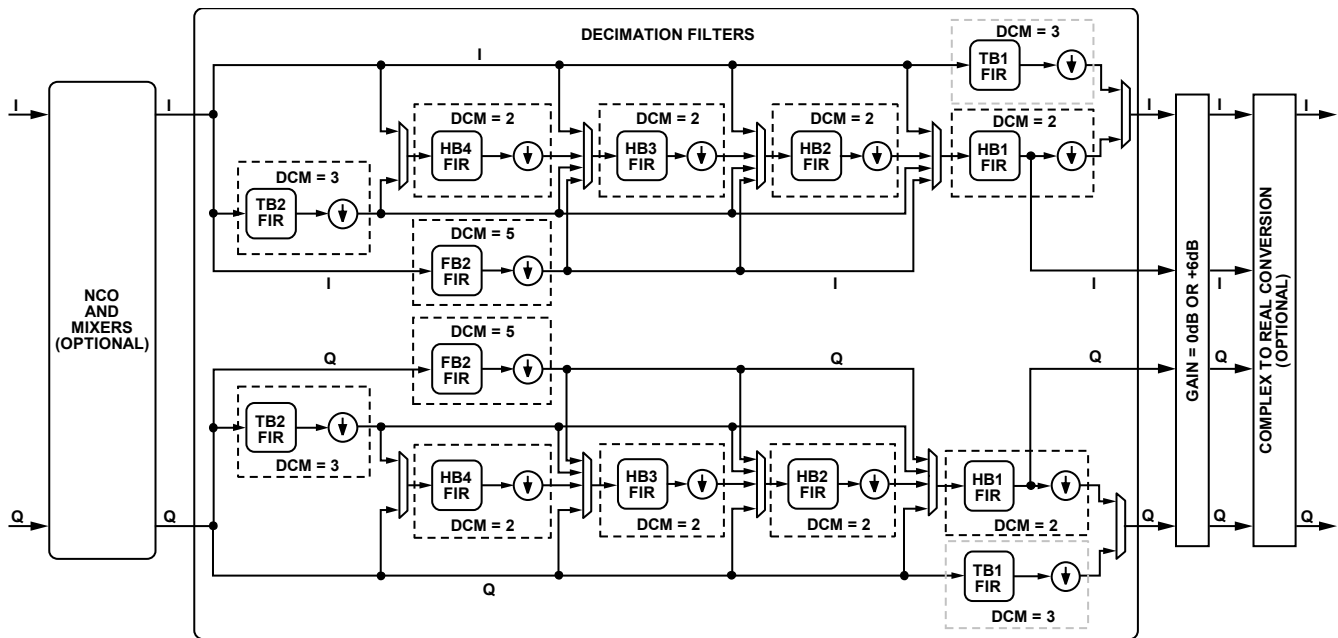 DECIMATION FILTERS
DCM = 3
I
TB1
FIR
I
I
I
I
I
DCM = 2
DCM = 2
DCM = 2
DCM = 2
HB4
FIR
HB3
FIR
HB2
FIR
HB1
FIR
DCM = 3
TB2
FIR
DCM = 5
FB2
FIR
I
I
I
I
NCO
AND
MIXERS
(OPTIONAL)
GAIN = 0dB OR +6dB
COMPLEX TO REAL CONVERSION
(OPTIONAL)
DCM = 5
Q
FB2
FIR
Q
Q
Q
TB2
FIR
DCM = 3
HB4
FIR
DCM = 2
HB3
FIR
DCM = 2
HB2
FIR
DCM = 2
HB1
FIR
DCM = 2
Q
Q
Q
Q
Q
Q
TB1
FIR
DCM = 3